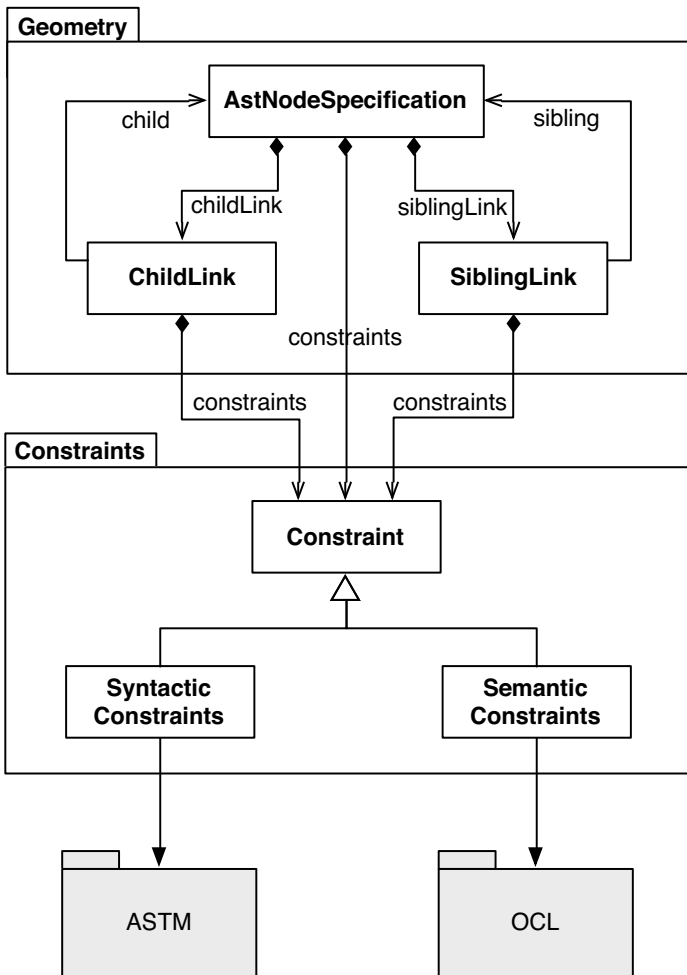 Geometry
AstNodeSpecification
child
sibling
childLink
siblingLink
ChildLink
SiblingLink
constraints
constraints
constraints
Constraints
Constraint
Syntactic
Constraints
Semantic
Constraints
ASTM
OCL